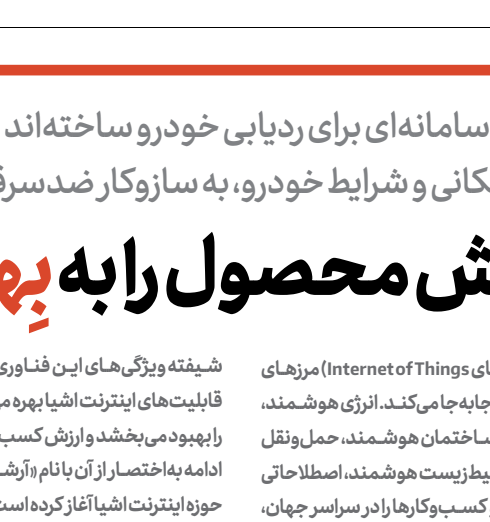 سامانه‌ای برای ردیابی خودرو ساخته‌اند
و شرایط خودرو، به سازوکار
محصول را به
Internet of Things) مرزهای
جابه‌جا می‌کند. انرژی هوشمند،
ساختمان هوشمند، حمل‌ونقل
زیست هوشمند، اصطلاحاتی
کسب‌وکارها را در سراسر جهان،
شیفته ویژگی‌های این فناوری
قابلیت‌های اینترنت اشیا بهره
را بهبود می‌بخشد و ارزش کسب
ادامه به‌اختصار از آن با نام «آرش
حوزه اینترنت اشیا آغاز کرده است